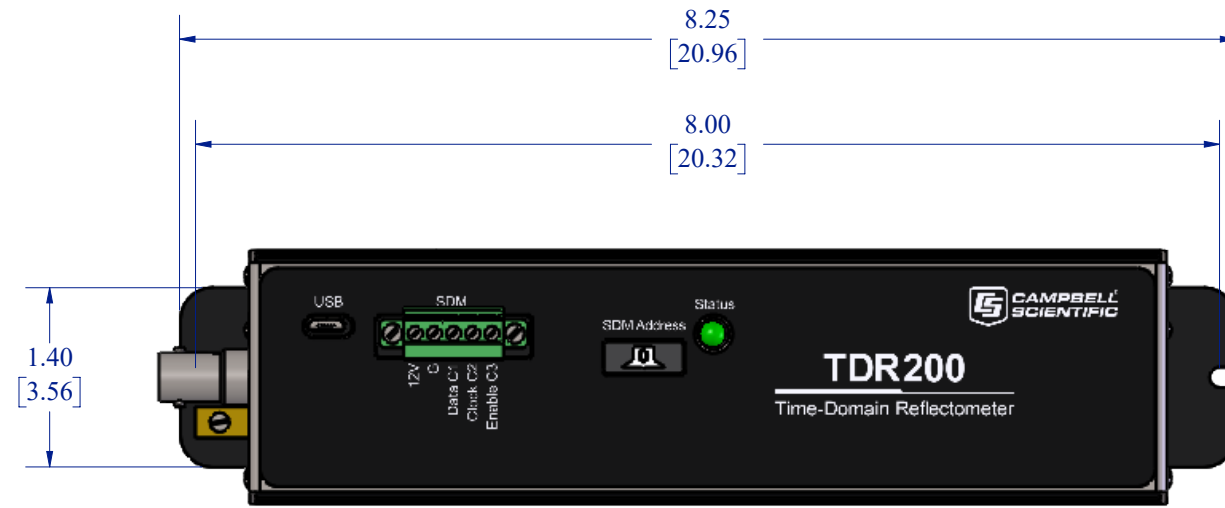 8.25
[20.96]
8.00
[20.32]
1.40
[3.56]
USB
SDM
12V
G
Data C1
Clock C2
Enable C3
SDM Address
0
Status
CAMPBELL
SCIENTIFIC
TDR200
Time-Domain Reflectometer